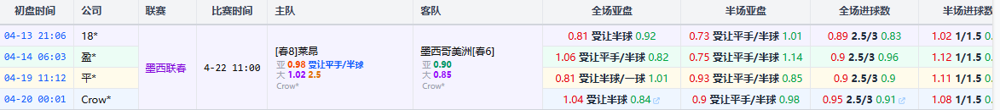 初盘时间 公司 联赛 比赛时间 主队 客队 全场亚盘 半场亚盘 全场进球数 半场进球数
04-13 21:06 18* 0.81 受让半球 0.92 0.73 受让平手/半球 1.01 0.89 2.5/3 0.83 1.02 1/1.5 0.
04-14 06:03 盈* 1.06 受让平手/半球 0.82 0.75 受让平手/半球 1.14 0.9 2.5/3 0.96 1.12 1/1.5 0.
墨西联春 4-22 11:00
[春8]莱昂
亚 0.98 受让平手/半球
大 1.02 2.5
Crow*
墨西哥美洲[春6]
亚 0.90
大 0.85
Crow*
04-19 11:12 平* 0.81 受让半球/一球 1.01 0.93 受让平手/半球 0.85 0.9 2.5/3 0.9 1.11 1/1.5 0.
04-20 00:01 Crow* 1.04 受让半球 0.84 0.9 受让平手/半球 0.98 0.95 2.5/3 0.91 1.08 1/1.5 0.